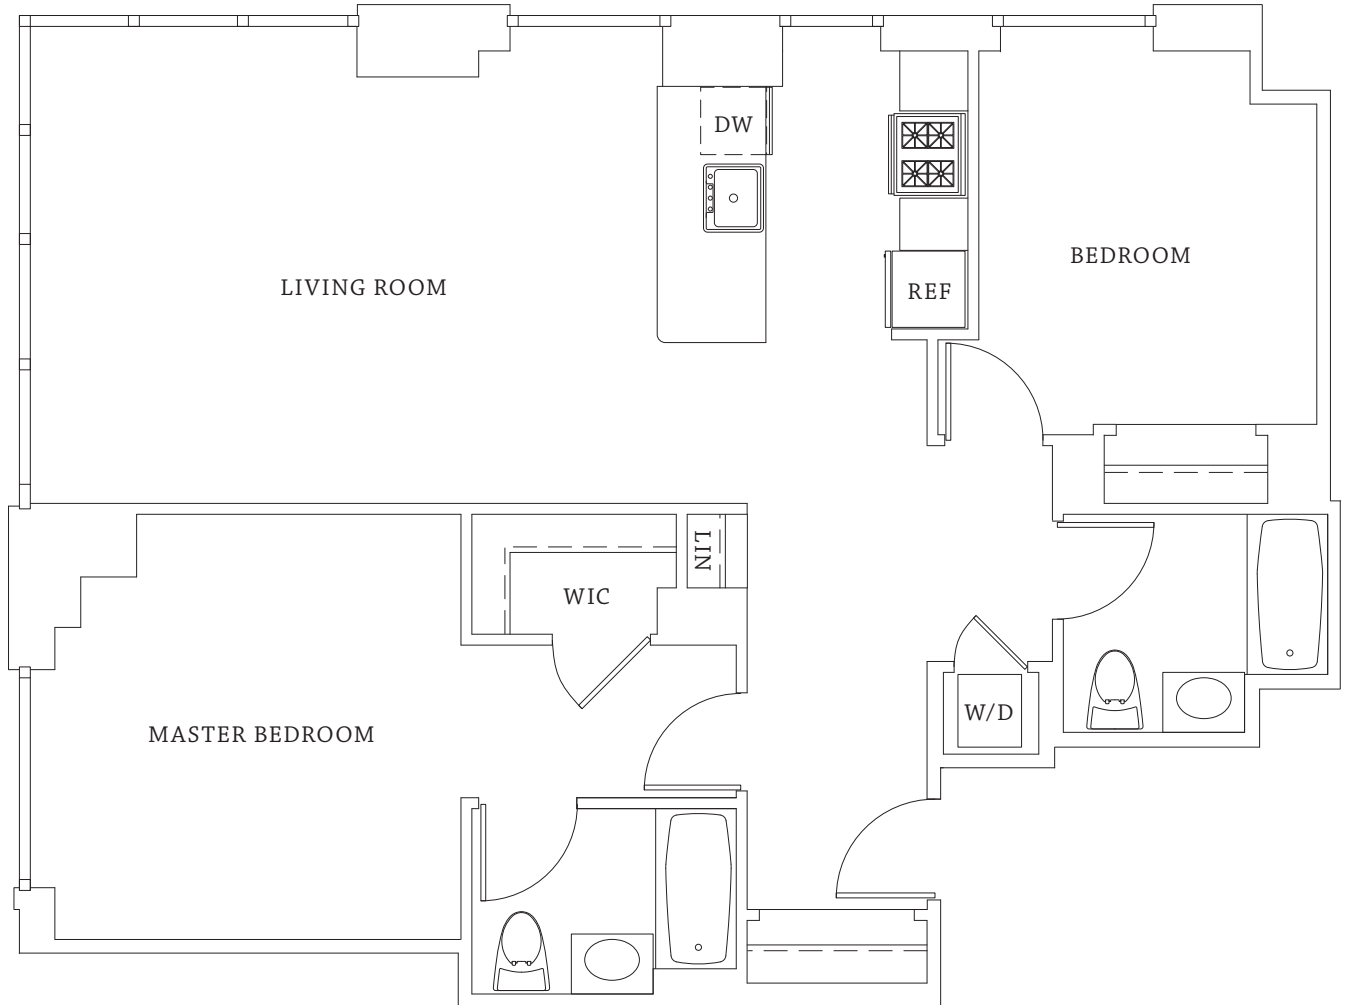 DW
BEDROOM
LIVING ROOM
REF
LIN
WIC
W/D
MASTER BEDROOM